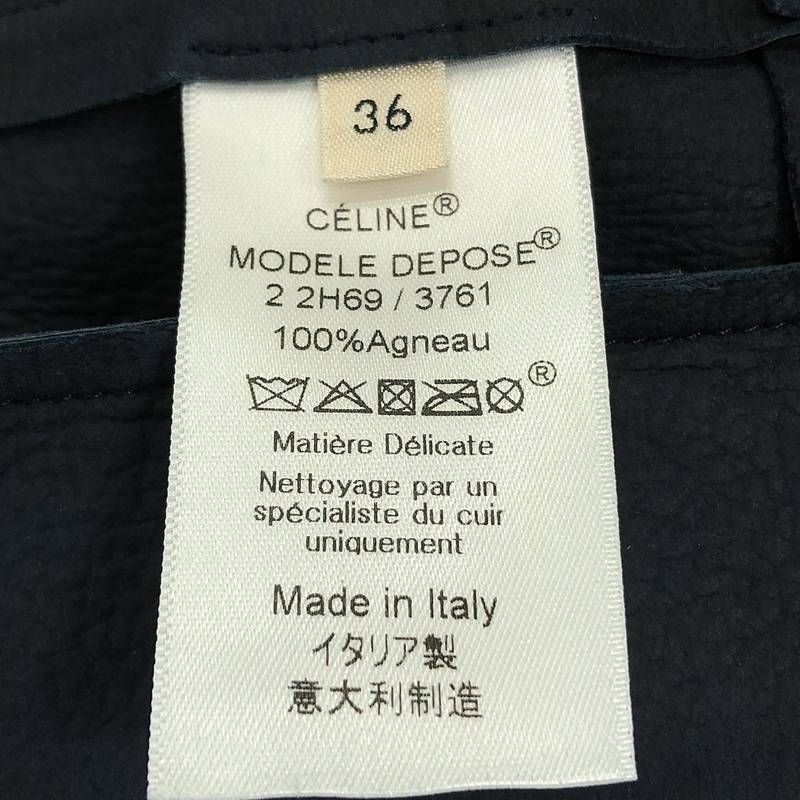 36
CÉLINE®
MODELE DEPOSE®
2 2H69 / 3761
100%Agneau
®
Matière Délicate
Nettoyage par un
spécialiste du cuir
uniquement
Made in Italy
イタリア製
意大利制造